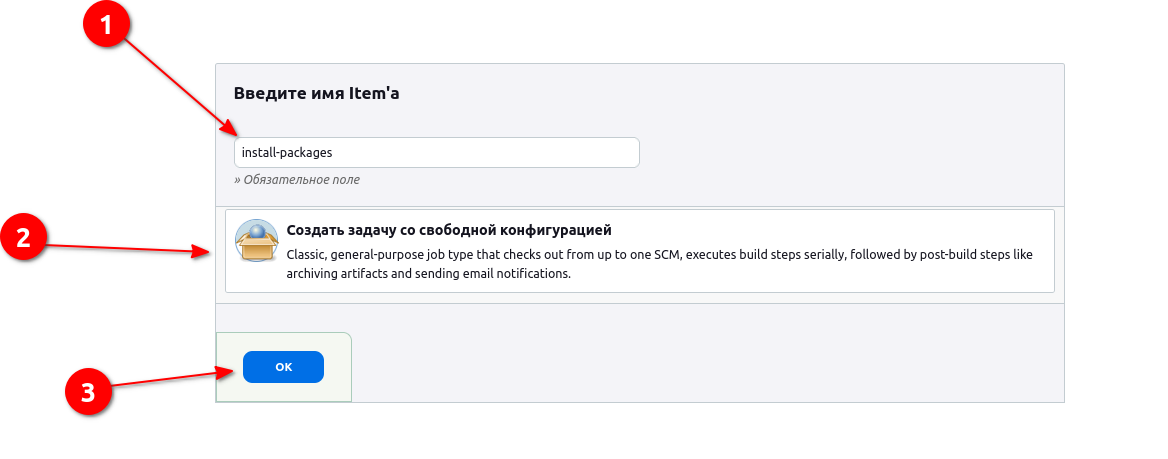 1
Введите имя Item'а
install-packages
» Обязательное поле
2
Создать задачу со свободной конфигурацией
Classic, general-purpose job type that checks out from up to one SCM, executes build steps serially, followed by post-build steps like
archiving artifacts and sending email notifications.
OK
3